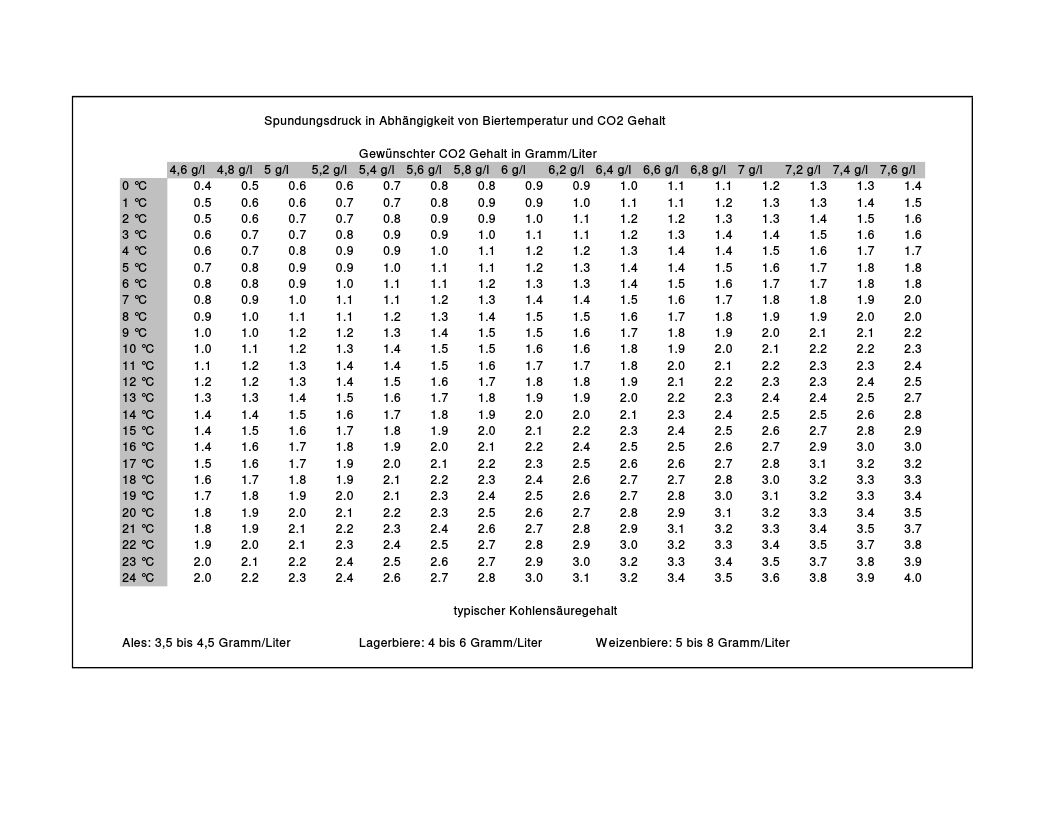 Spundungsdruck in Abhängigkeit von Biertemperatur und CO2 Gehalt
Gewünschter CO2 Gehalt in Gramm/Liter
4,6 g/l 4,8 g/l 5 g/l 5,2 g/l 5,4 g/l 5,6 g/l 5,8 g/l 6 g/l 6,2 g/l 6,4 g/l 6,6 g/l 6,8 g/l 7 g/l 7,2 g/l 7,4 g/l 7,6 g/l
0 °C 0.4 0.5 0.6 0.6 0.7 0.8 0.8 0.9 0.9 1.0 1.1 1.1 1.2 1.3 1.3 1.4
1 °C 0.5 0.6 0.6 0.7 0.7 0.8 0.9 0.9 1.0 1.1 1.1 1.2 1.3 1.3 1.4 1.5
2 °C 0.5 0.6 0.7 0.7 0.8 0.9 0.9 1.0 1.1 1.2 1.2 1.3 1.3 1.4 1.5 1.6
3 °C 0.6 0.7 0.7 0.8 0.9 0.9 1.0 1.1 1.1 1.2 1.3 1.4 1.4 1.5 1.6 1.6
4 °C 0.6 0.7 0.8 0.9 0.9 1.0 1.1 1.2 1.2 1.3 1.4 1.4 1.5 1.6 1.7 1.7
5 °C 0.7 0.8 0.9 0.9 1.0 1.1 1.1 1.2 1.3 1.4 1.4 1.5 1.6 1.7 1.8 1.8
6 °C 0.8 0.8 0.9 1.0 1.1 1.1 1.2 1.3 1.3 1.4 1.5 1.6 1.7 1.7 1.8 1.8
7 °C 0.8 0.9 1.0 1.1 1.1 1.2 1.3 1.4 1.4 1.5 1.6 1.7 1.8 1.8 1.9 2.0
8 °C 0.9 1.0 1.1 1.1 1.2 1.3 1.4 1.5 1.5 1.6 1.7 1.8 1.9 1.9 2.0 2.0
9 °C 1.0 1.0 1.2 1.2 1.3 1.4 1.5 1.5 1.6 1.7 1.8 1.9 2.0 2.1 2.1 2.2
10 °C 1.0 1.1 1.2 1.3 1.4 1.5 1.5 1.6 1.6 1.8 1.9 2.0 2.1 2.2 2.2 2.3
11 °C 1.1 1.2 1.3 1.4 1.4 1.5 1.6 1.7 1.7 1.8 2.0 2.1 2.2 2.3 2.3 2.4
12 °C 1.2 1.2 1.3 1.4 1.5 1.6 1.7 1.8 1.8 1.9 2.1 2.2 2.3 2.3 2.4 2.5
13 °C 1.3 1.3 1.4 1.5 1.6 1.7 1.8 1.9 1.9 2.0 2.2 2.3 2.4 2.4 2.5 2.7
14 °C 1.4 1.4 1.5 1.6 1.7 1.8 1.9 2.0 2.0 2.1 2.3 2.4 2.5 2.5 2.6 2.8
15 °C 1.4 1.5 1.6 1.7 1.8 1.9 2.0 2.1 2.2 2.3 2.4 2.5 2.6 2.7 2.8 2.9
16 °C 1.4 1.6 1.7 1.8 1.9 2.0 2.1 2.2 2.4 2.5 2.5 2.6 2.7 2.9 3.0 3.0
17 °C 1.5 1.6 1.7 1.9 2.0 2.1 2.2 2.3 2.5 2.6 2.6 2.7 2.8 3.1 3.2 3.2
18 °C 1.6 1.7 1.8 1.9 2.1 2.2 2.3 2.4 2.6 2.7 2.7 2.8 3.0 3.2 3.3 3.3
19 °C 1.7 1.8 1.9 2.0 2.1 2.3 2.4 2.5 2.6 2.7 2.8 3.0 3.1 3.2 3.3 3.4
20 °C 1.8 1.9 2.0 2.1 2.2 2.3 2.5 2.6 2.7 2.8 2.9 3.1 3.2 3.3 3.4 3.5
21 °C 1.8 1.9 2.1 2.2 2.3 2.4 2.6 2.7 2.8 2.9 3.1 3.2 3.3 3.4 3.5 3.7
22 °C 1.9 2.0 2.1 2.3 2.4 2.5 2.7 2.8 2.9 3.0 3.2 3.3 3.4 3.5 3.7 3.8
23 °C 2.0 2.1 2.2 2.4 2.5 2.6 2.7 2.9 3.0 3.2 3.3 3.4 3.5 3.7 3.8 3.9
24 °C 2.0 2.2 2.3 2.4 2.6 2.7 2.8 3.0 3.1 3.2 3.4 3.5 3.6 3.8 3.9 4.0
typischer Kohlensäuregehalt
Ales: 3,5 bis 4,5 Gramm/Liter Lagerbiere: 4 bis 6 Gramm/Liter Weizenbiere: 5 bis 8 Gramm/Liter